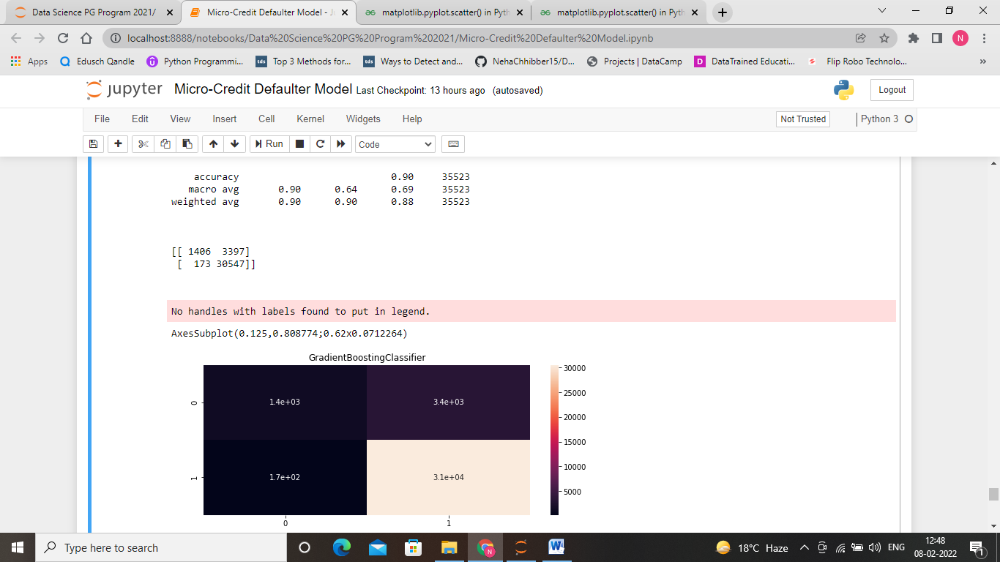 Data Science PG Program 2021/
Micro-Credit Defaulter Model - Ju
matplotlib.pyplot.scatter() in Pyth
matplotlib.pyplot.scatter() in Pyth
localhost:8888/notebooks/Data%20Science%20PG%20Program%202021/Micro-Credit%20Defaulter%20Model.ipynb
N
Apps
Edusch Qandle
Python Programmi...
tds
Top 3 Methods for...
tds
Ways to Detect and...
NehaChhibber15/D...
Projects | DataCamp
D
DataTrained Educati...
Flip Robo Technolo...
»
jupyter Micro-Credit Defaulter Model Last Checkpoint: 13 hours ago (autosaved)
Logout
File Edit View Insert Cell Kernel Widgets Help
Not Trusted
Python 3
Run
Code
accuracy 0.90 35523
macro avg 0.90 0.64 0.69 35523
weighted avg 0.90 0.90 0.88 35523
[[ 1406 3397]
[ 173 30547]]
No handles with labels found to put in legend.
AxesSubplot(0.125,0.808774;0.62x0.0712264)
GradientBoostingClassifier
0
1.4e+03
3.4e+03
1
1.7e+02
3.1e+04
0
1
30000
25000
20000
15000
10000
5000
Type here to search
N
W
18°C Haze
ENG
12:48
08-02-2022
1